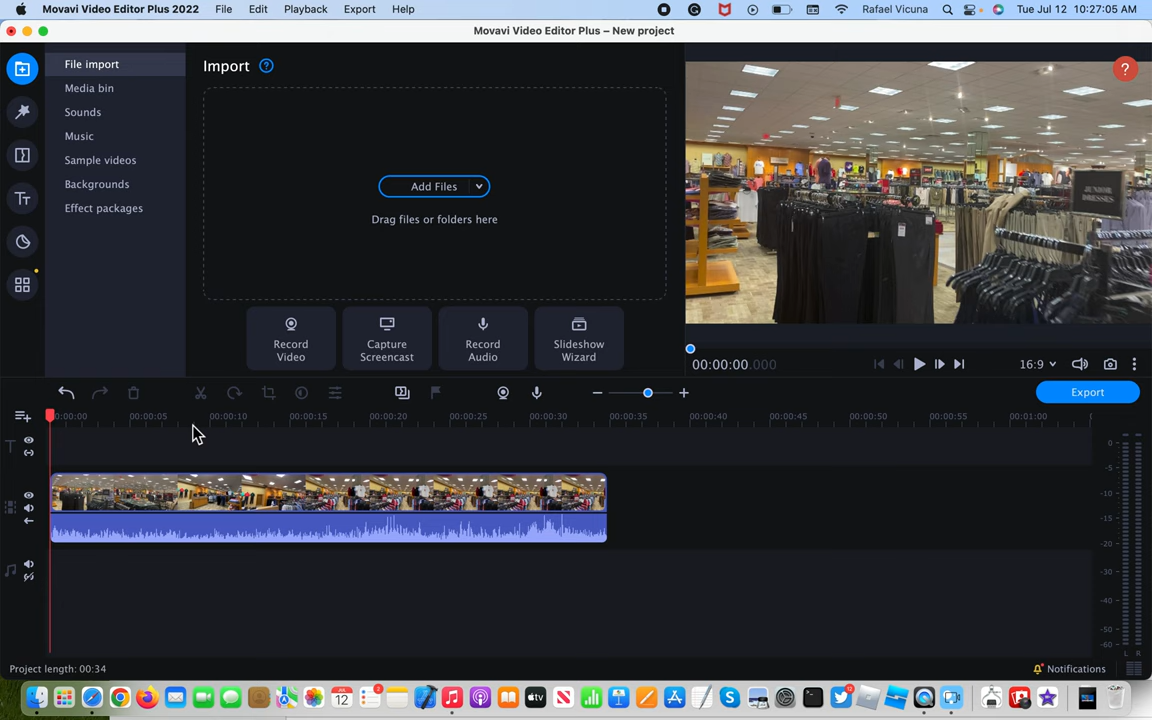 Movavi Video Editor Plus 2022 File Edit Playback Export Help Rafael Vicuna Tue Jul 12 10:27:05 AM
Movavi Video Editor Plus – New project
File import
Media bin
Sounds
Music
Sample videos
Backgrounds
Effect packages
Import ?
Add Files
Drag files or folders here
Record Video
Capture Screencast
Record Audio
Slideshow Wizard
?
JUNIOR
DRESSES
00:00:00.000
16:9
Export
0:00:00 00:00:05 00:00:10 00:00:15 00:00:20 00:00:25 00:00:30 00:00:35 00:00:40 00:00:45 00:00:50 00:00:55 00:01:00
0
-5
-10
-15
-20
-30
-40
-50
-60
L R
Project length: 00:34
Notifications
JUL
12
2
12